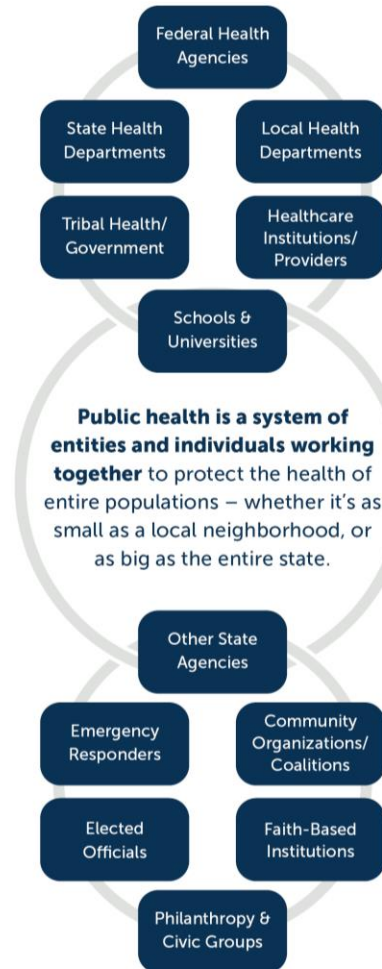 Federal Health
Agencies
State Health
Departments
Local Health
Departments
Tribal Health/
Government
Healthcare
Institutions/
Providers
Schools &
Universities
Public health is a system of
entities and individuals working
together to protect the health of
entire populations – whether it's as
small as a local neighborhood, or
as big as the entire state.
Other State
Agencies
Emergency
Responders
Community
Organizations/
Coalitions
Elected
Officials
Faith-Based
Institutions
Philanthropy &
Civic Groups